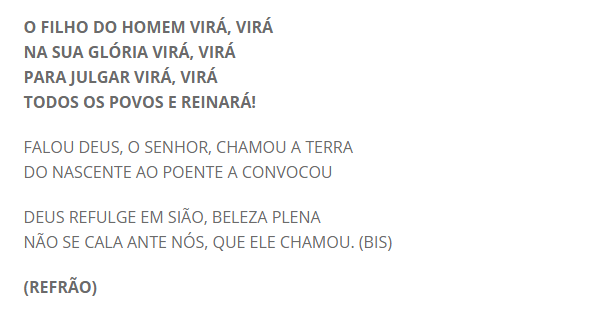 O FILHO DO HOMEM VIRÁ, VIRÁ
NA SUA GLÓRIA VIRÁ, VIRÁ
PARA JULGAR VIRÁ, VIRÁ
TODOS OS POVOS E REINARÁ!
FALOU DEUS, O SENHOR, CHAMOU A TERRA
DO NASCENTE AO POENTE A CONVOCOU
DEUS REFULGE EM SIÃO, BELEZA PLENA
NÃO SE CALA ANTE NÓS, QUE ELE CHAMOU. (BIS)
(REFRÃO)